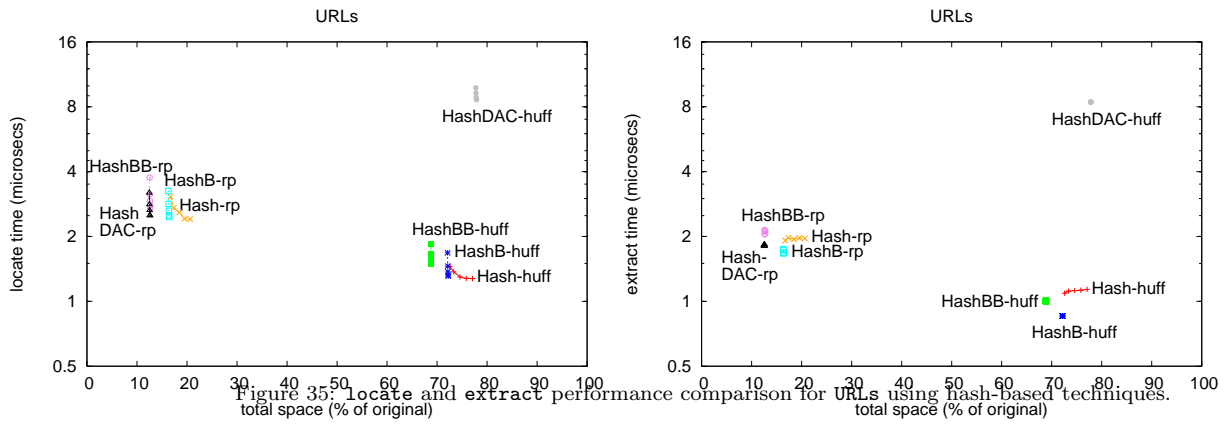 URLs
16
8
4
2
1
0.5
0 10 20 30 40 50 60 70 80 90 100
locate time (microsecs)
total space (% of original)
HashDAC-huff
HashBB-rp
HashB-rp
Hash-rp
Hash
DAC-rp
HashBB-huff
HashB-huff
Hash-huff
URLs
16
8
4
2
1
0.5
0 10 20 30 40 50 60 70 80 90 100
extract time (microsecs)
total space (% of original)
HashDAC-huff
HashBB-rp
Hash-rp
HashB-rp
Hash-
DAC-rp
HashBB-huff
Hash-huff
HashB-huff
Figure 35: locate and extract performance comparison for URLs using hash-based techniques.